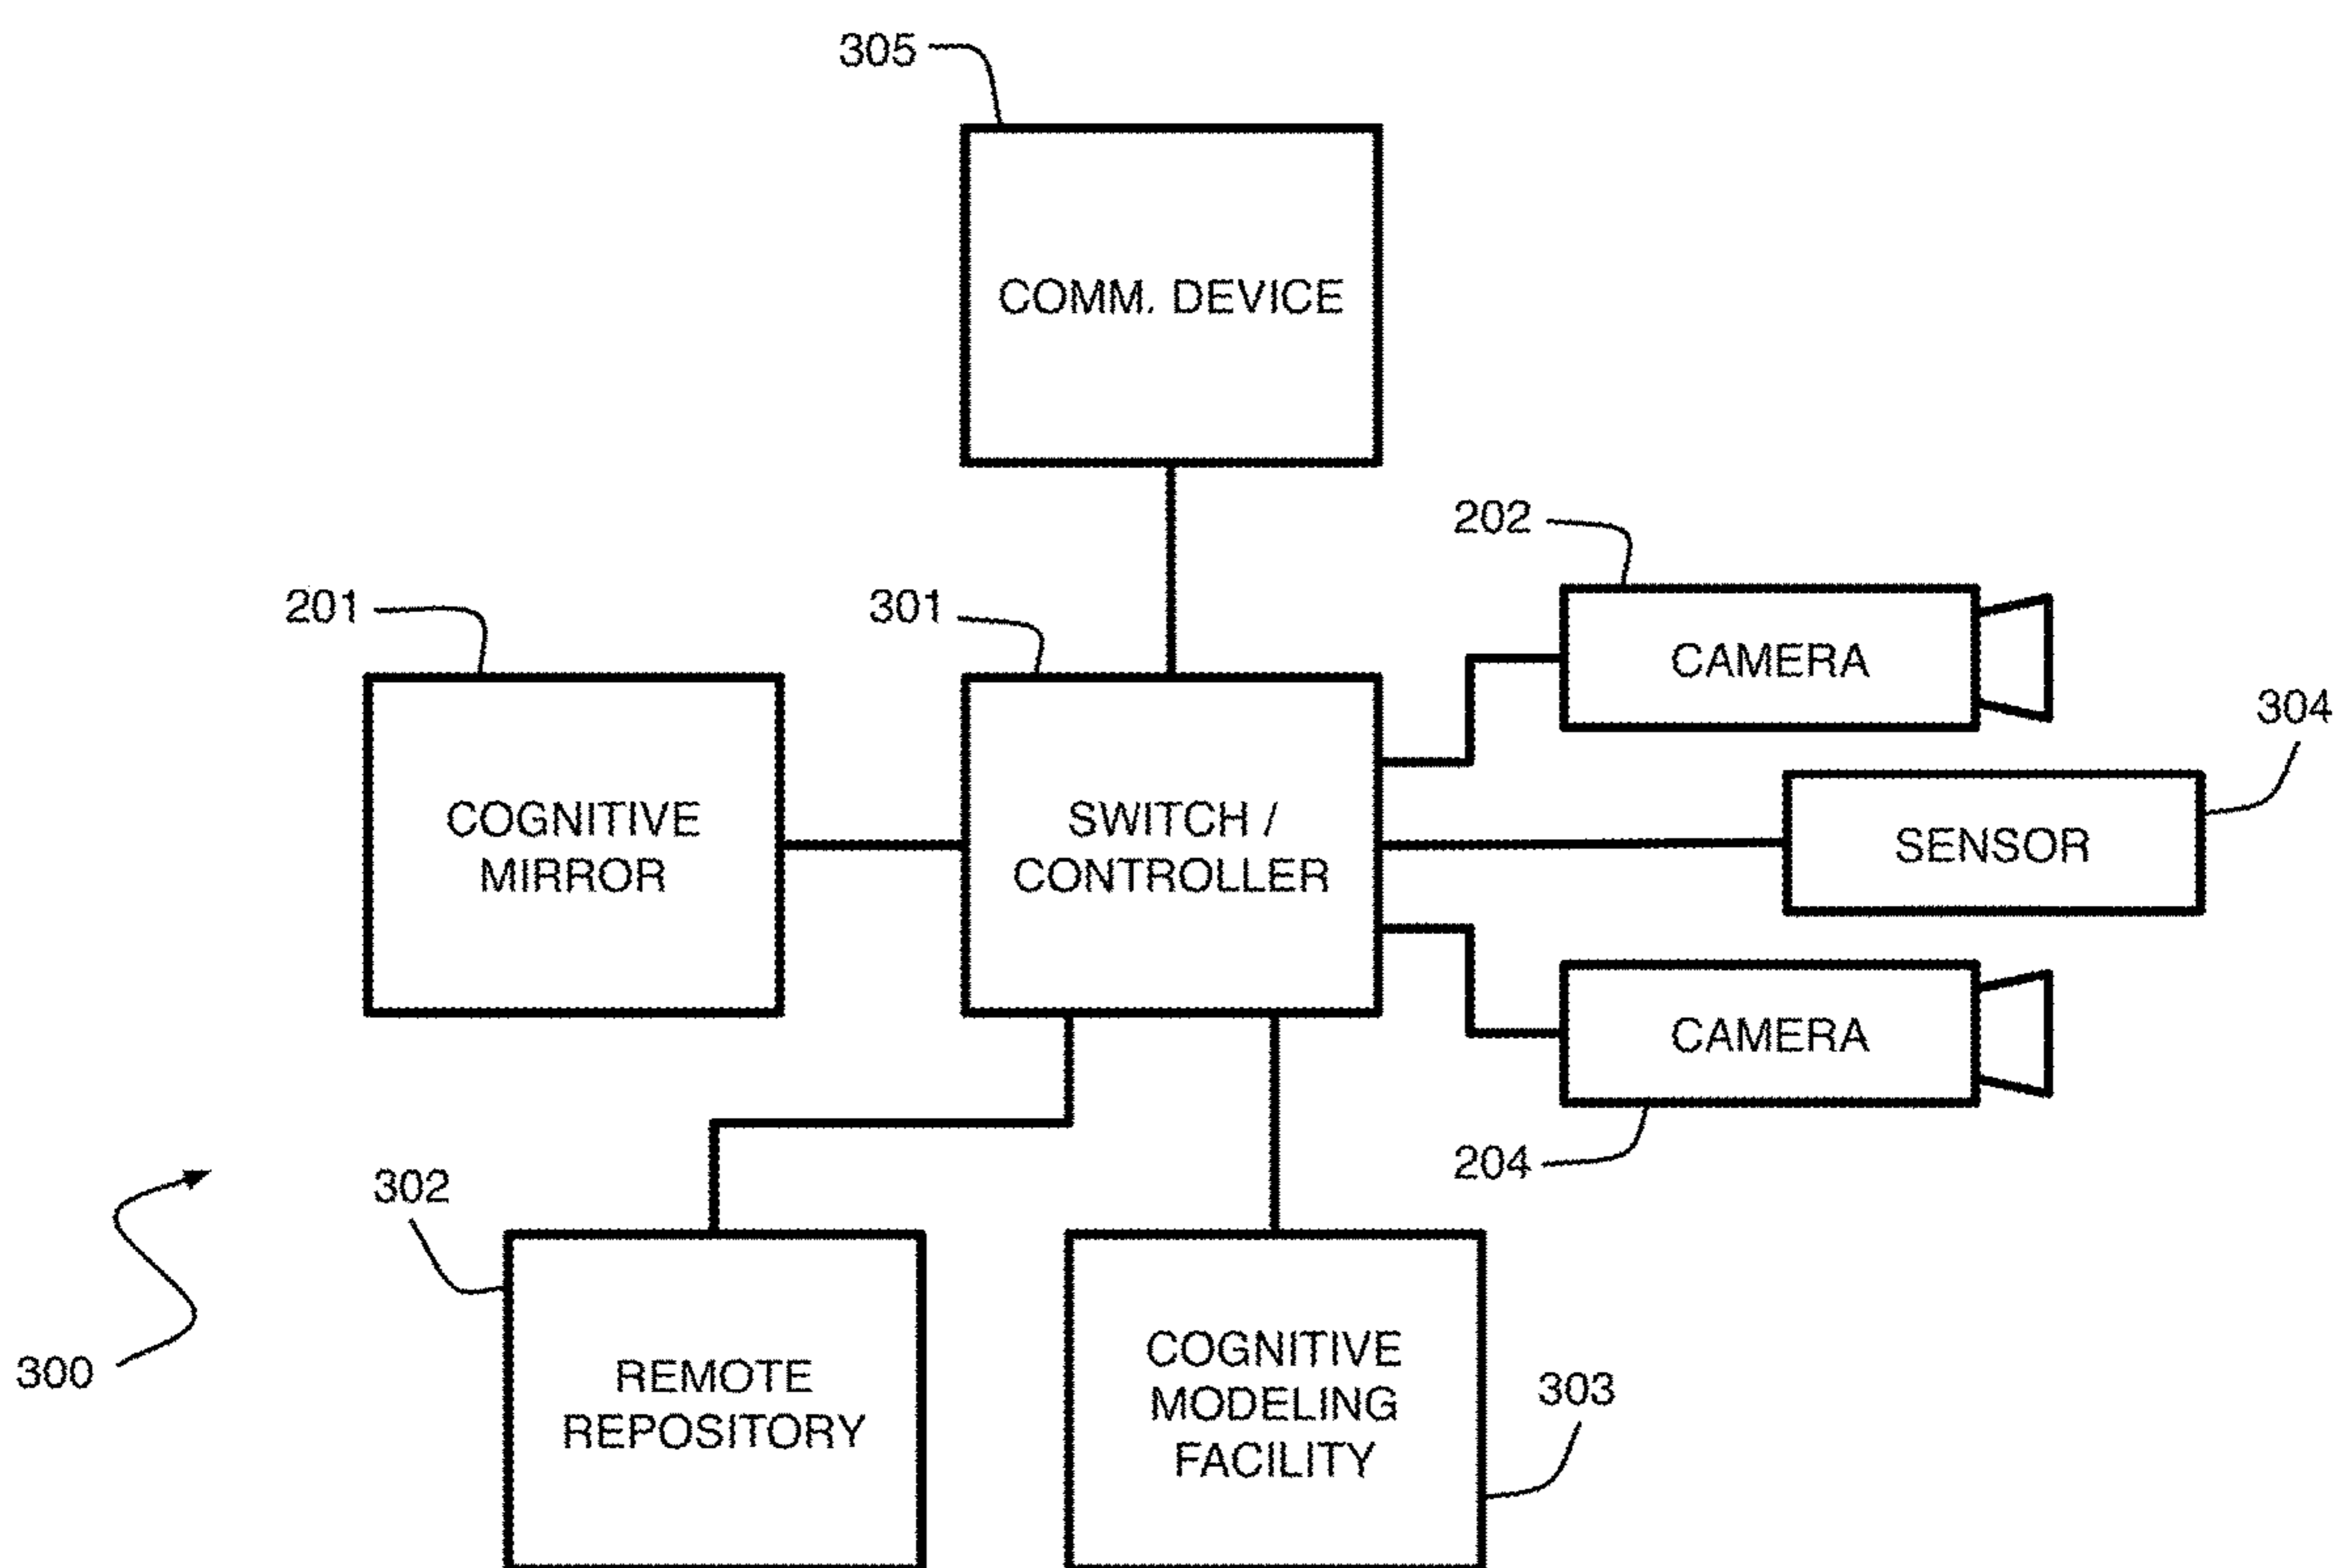 305
COMM. DEVICE
202
201
301
CAMERA
304
COGNITIVE
MIRROR
SWITCH /
CONTROLLER
SENSOR
CAMERA
204
302
300
REMOTE
REPOSITORY
COGNITIVE
MODELING
FACILITY
303